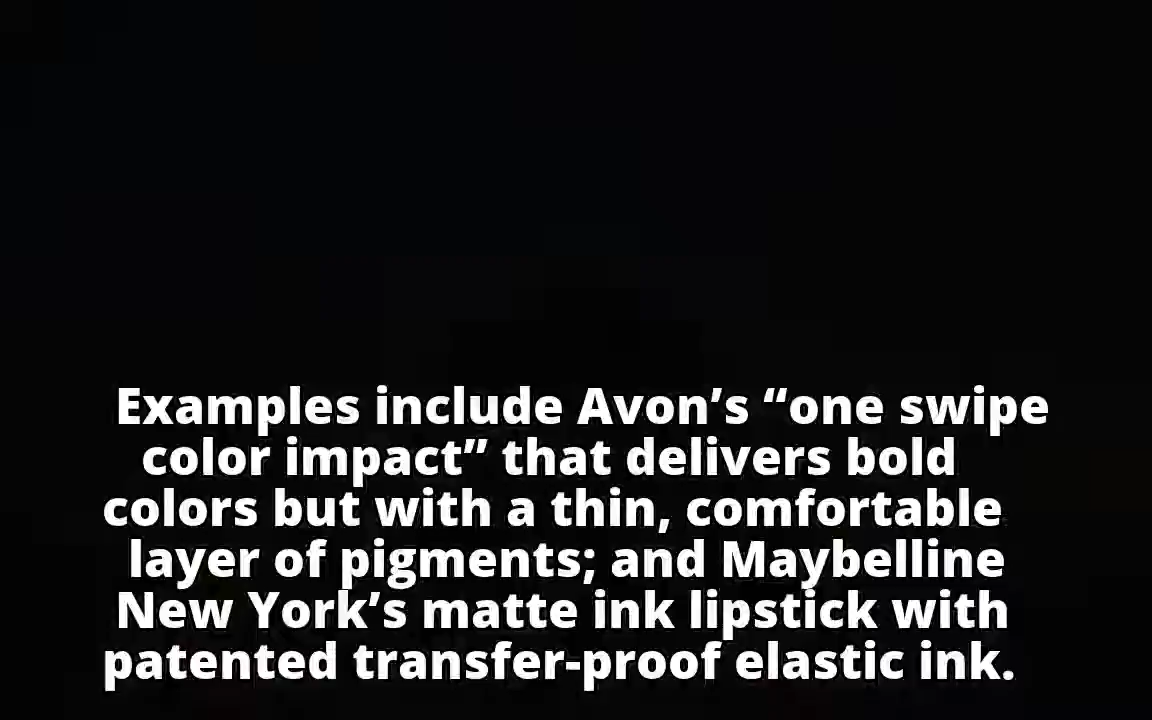 Examples include Avon’s “one swipe
color impact” that delivers bold
colors but with a thin, comfortable
layer of pigments; and Maybelline
New York’s matte ink lipstick with
patented transfer-proof elastic ink.